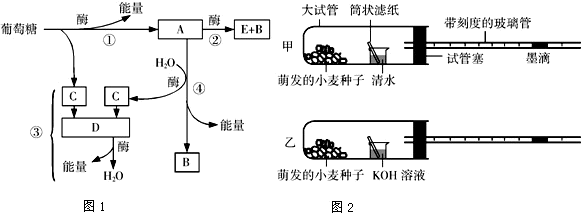 葡萄糖
酶
能量
①
A
酶
②
E+B
H₂O
酶
④
能量
B
③
C
C
D
酶
能量
H₂O
图1
甲
大试管
筒状滤纸
带刻度的玻璃管
试管塞
墨滴
萌发的小麦种子
清水
乙
萌发的小麦种子
KOH 溶液
图2